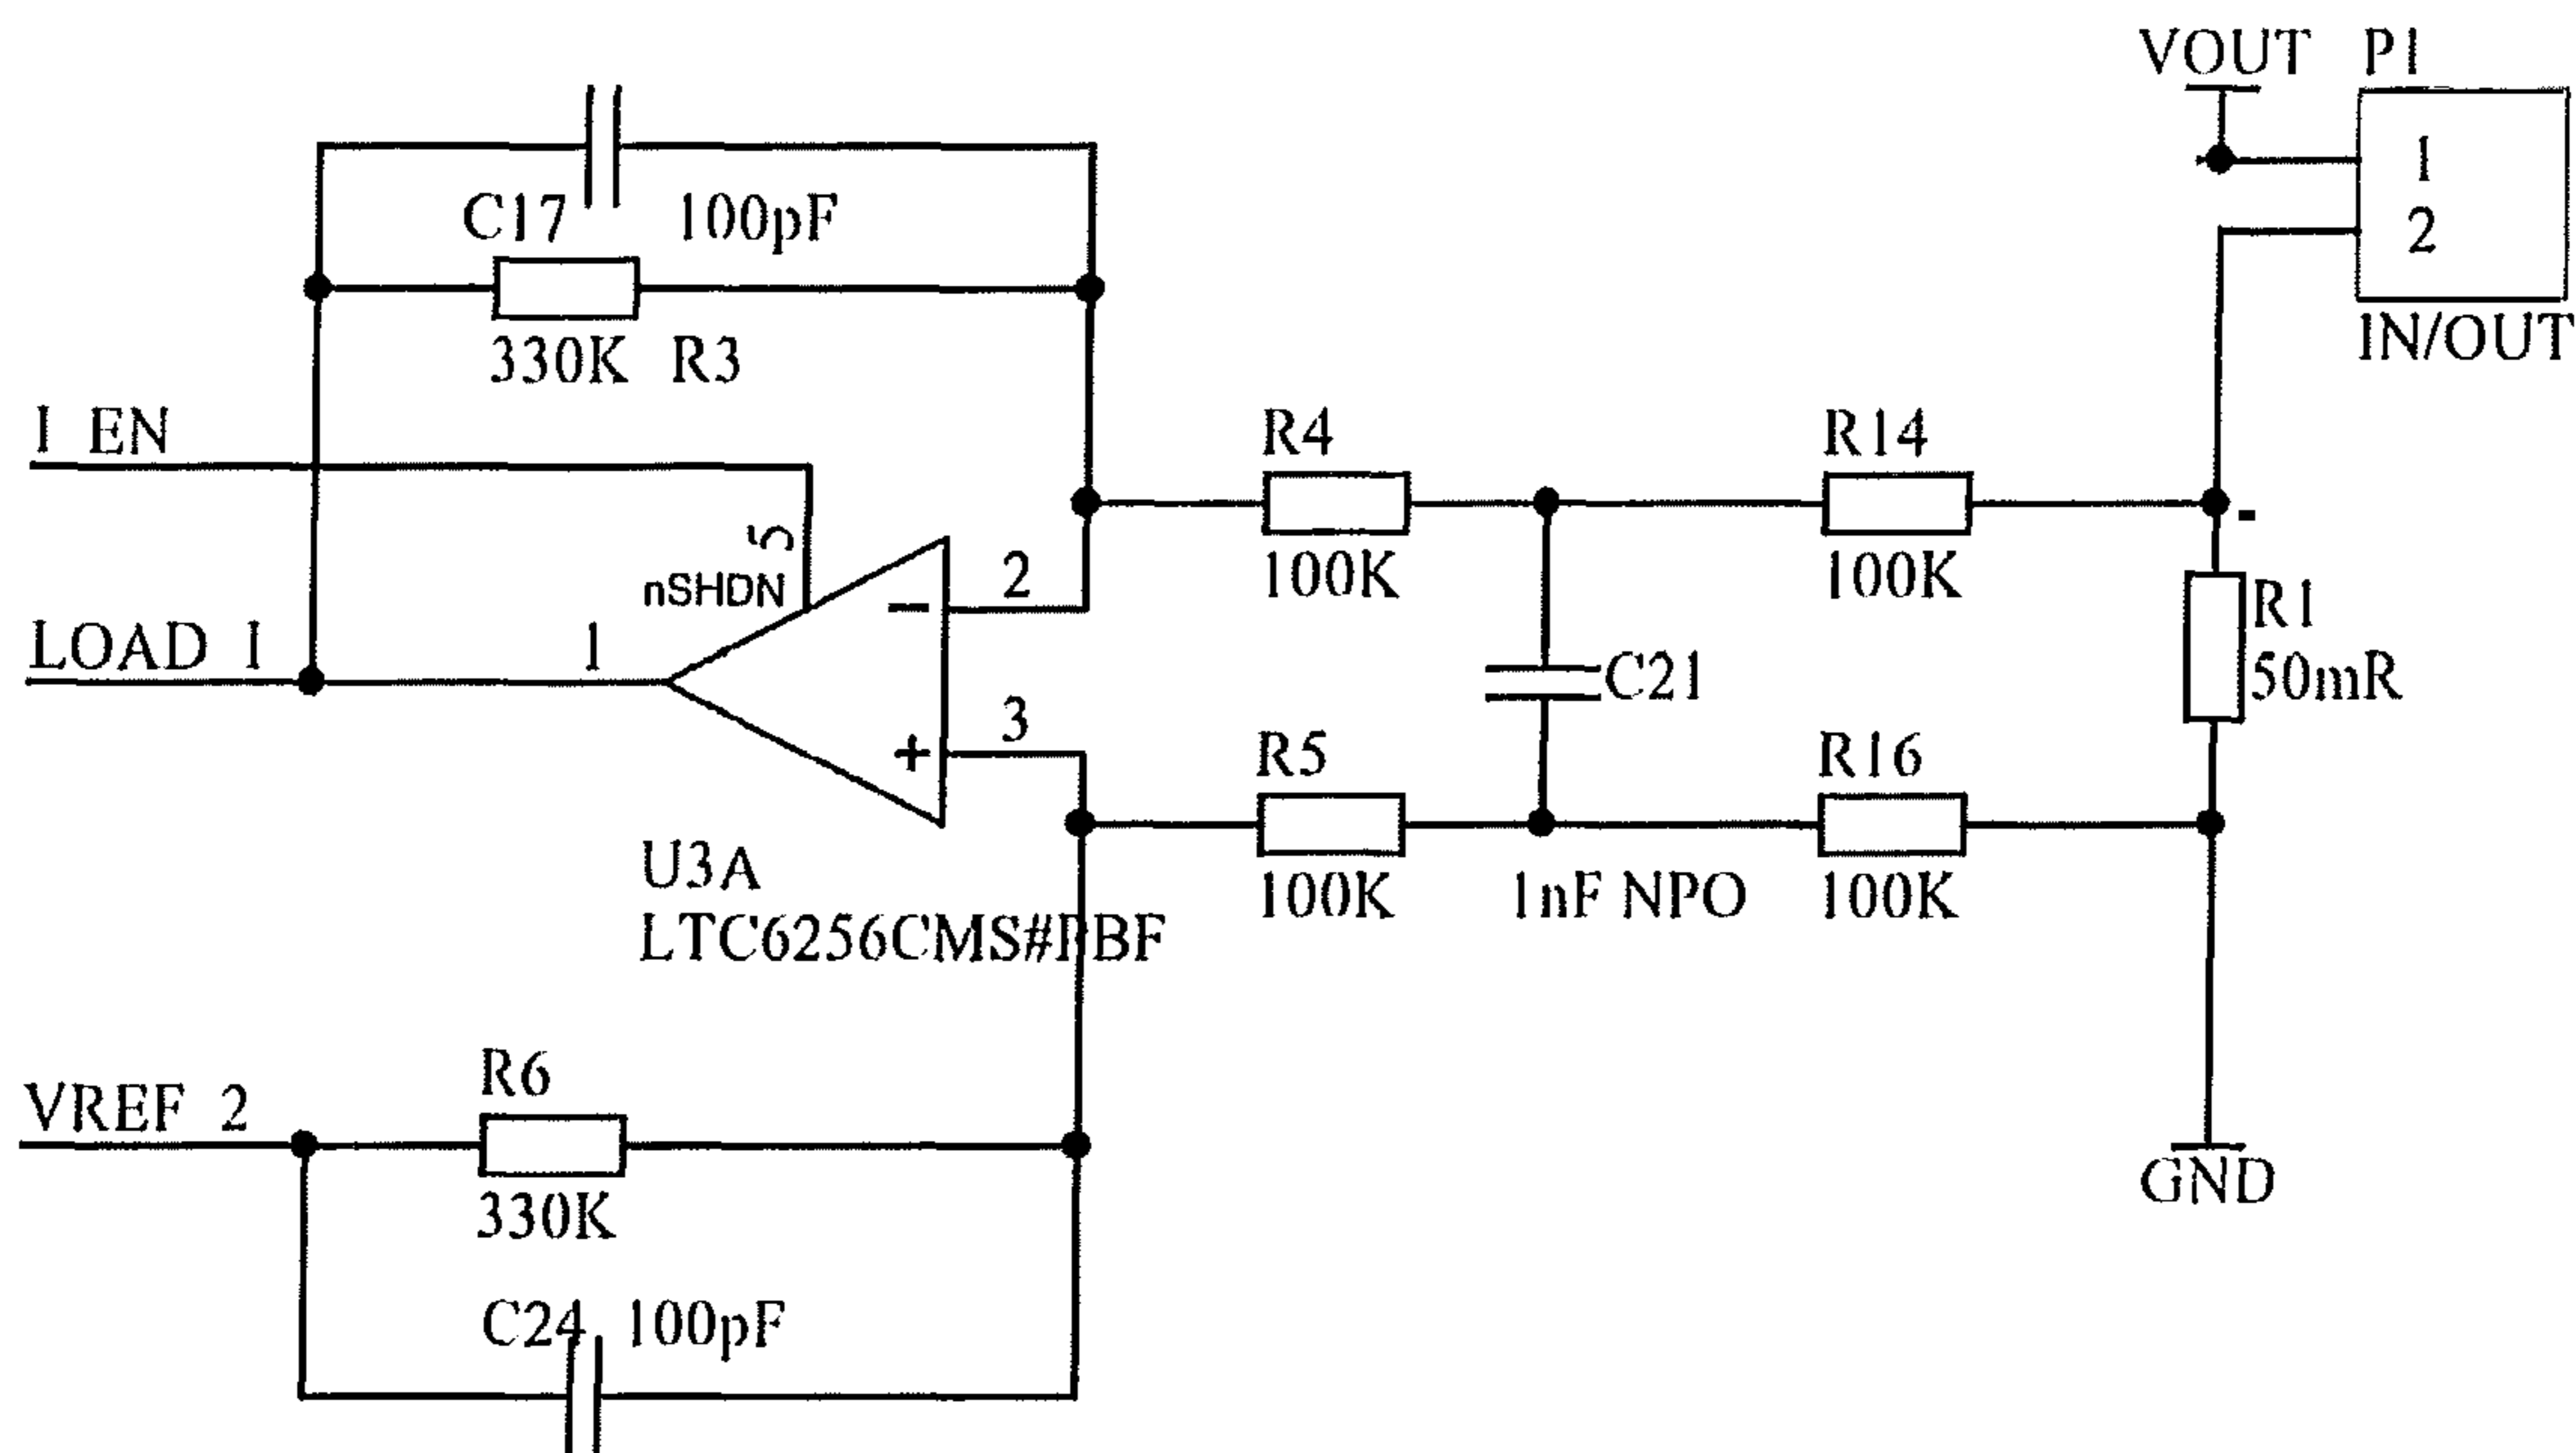 VOUT P1
1
2
IN/OUT
C17 100pF
330K R3
I EN
R4
R14
100K
100K
5
nSHDN
-
2
-
R1
50mR
LOAD I
1
C21
+
3
R5
R16
100K
1nF NPO
100K
U3A
LTC6256CMS#PBF
R6
VREF 2
330K
GND
C24 100pF